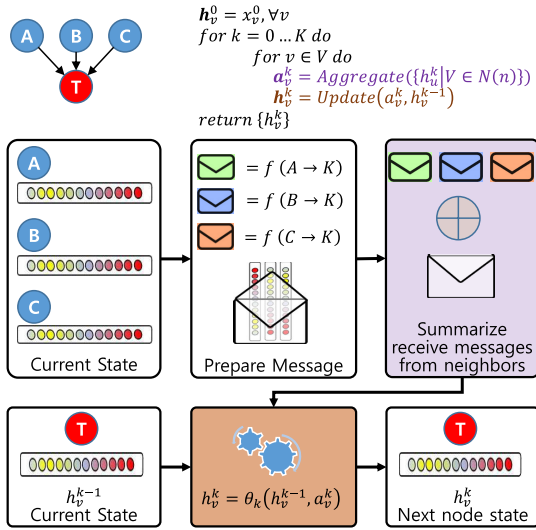 A B C
T
h_v^0 = x_v^0, ∀v
for k = 0 … K do
for v ∈ V do
a_v^k = Aggregate({h_u^k|V ∈ N(n)})
h_v^k = Update(a_v^k, h_v^{k-1})
return {h_v^k}
A
B
C
Current State
= f (A → K)
= f (B → K)
= f (C → K)
Prepare Message
Summarize
receive messages
from neighbors
T
h_v^{k-1}
Current State
h_v^k = θ_k(h_v^{k-1}, a_v^k)
T
h_v^k
Next node state